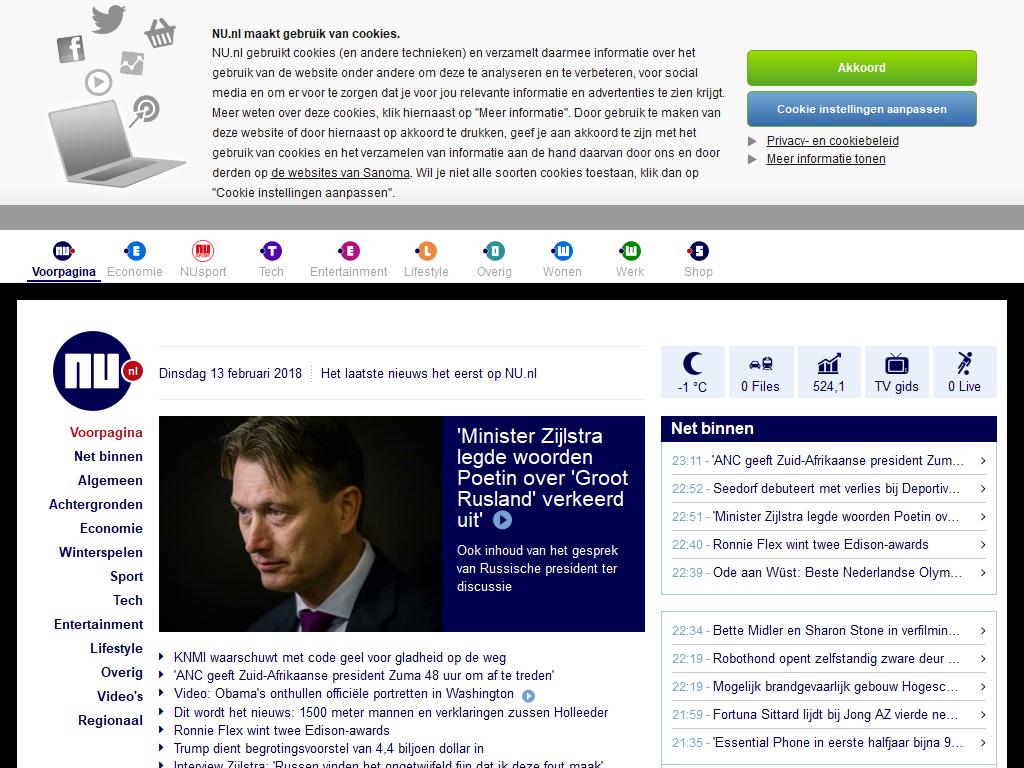 NU.nl maakt gebruik van cookies.
NU.nl gebruikt cookies (en andere technieken) en verzamelt daarmee informatie over het
gebruik van de website onder andere om deze te analyseren en te verbeteren, voor social
media en om er voor te zorgen dat je voor jou relevante informatie en advertenties te zien krijgt.
Meer weten over deze cookies, klik hiernaast op "Meer informatie". Door gebruik te maken van
deze website of door hiernaast op akkoord te drukken, geef je aan akkoord te zijn met het
gebruik van cookies en het verzamelen van informatie aan de hand daarvan door ons en door
derden op de websites van Sanoma. Wil je niet alle soorten cookies toestaan, klik dan op
"Cookie instellingen aanpassen".
Akkoord
Cookie instellingen aanpassen
Privacy- en cookiebeleid
Meer informatie tonen
Voorpagina Economie NUsport Tech Entertainment Lifestyle Overig Wonen Werk Shop
NU nl
Dinsdag 13 februari 2018 Het laatste nieuws het eerst op NU.nl
-1 °C 0 Files 524,1 TV gids 0 Live
Voorpagina
Net binnen
Algemeen
Achtergronden
Economie
Winterspelen
Sport
Tech
Entertainment
Lifestyle
Overig
Video's
Regionaal
'Minister Zijlstra
legde woorden
Poetin over 'Groot
Rusland' verkeerd
uit'
Ook inhoud van het gesprek
van Russische president ter
discussie
KNMI waarschuwt met code geel voor gladheid op de weg
'ANC geeft Zuid-Afrikaanse president Zuma 48 uur om af te treden'
Video: Obama's onthullen officiële portretten in Washington
Dit wordt het nieuws: 1500 meter mannen en verklaringen zussen Holleeder
Ronnie Flex wint twee Edison-awards
Trump dient begrotingsvoorstel van 4,4 biljoen dollar in
Interview Zijlstra: 'Russen vinden het ongetwijfeld fijn dat ik deze fout maak'
Net binnen
23:11 - 'ANC geeft Zuid-Afrikaanse president Zum...
22:52 - Seedorf debuteert met verlies bij Deportiv...
22:51 - 'Minister Zijlstra legde woorden Poetin ov...
22:40 - Ronnie Flex wint twee Edison-awards
22:39 - Ode aan Wüst: Beste Nederlandse Olym...
22:34 - Bette Midler en Sharon Stone in verfilmin...
22:19 - Robothond opent zelfstandig zware deur ...
22:19 - Mogelijk brandgevaarlijk gebouw Hogesc...
21:59 - Fortuna Sittard lijdt bij Jong AZ vierde ne...
21:35 - 'Essential Phone in eerste halfjaar bijna 9...